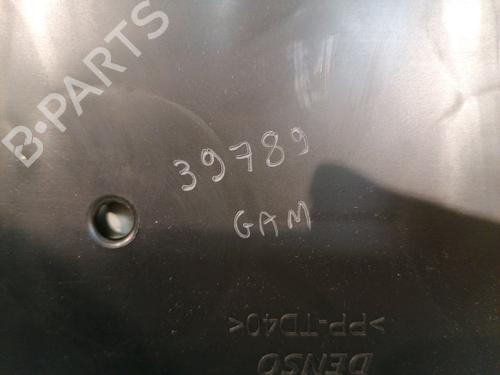 B-PARTS
39789
GAM
>PP-TD40<
DENSO